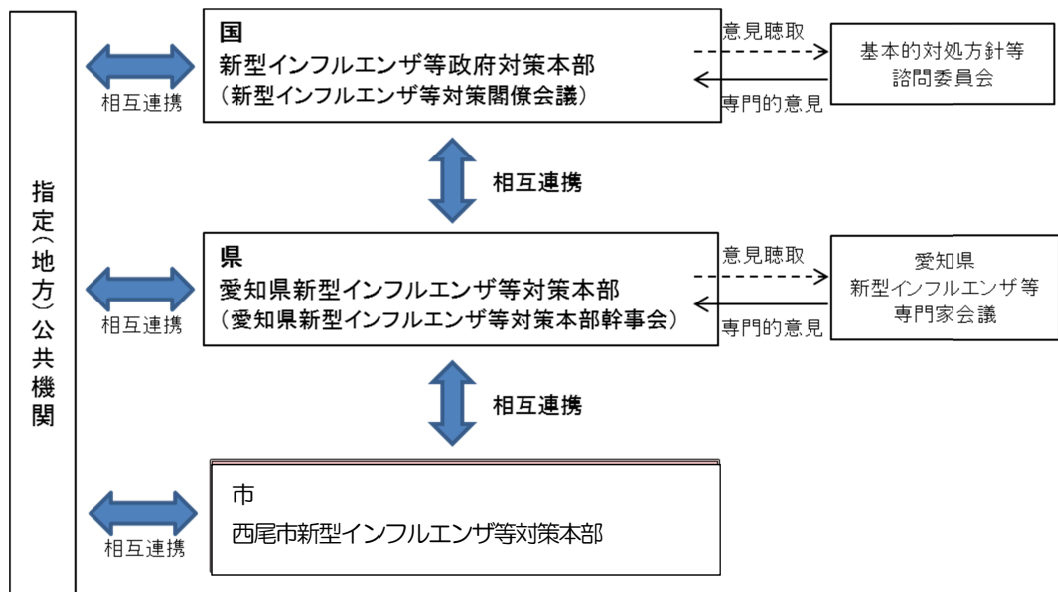 国
新型インフルエンザ等政府対策本部
（新型インフルエンザ等対策閣僚会議）
相互連携
意見聴取
専門的意見
基本的対処方針等
諮問委員会
相互連携
指定（地方）公共機関
県
愛知県新型インフルエンザ等対策本部
（愛知県新型インフルエンザ等対策本部幹事会）
相互連携
意見聴取
専門的意見
愛知県
新型インフルエンザ等
専門家会議
相互連携
市
西尾市新型インフルエンザ等対策本部
相互連携